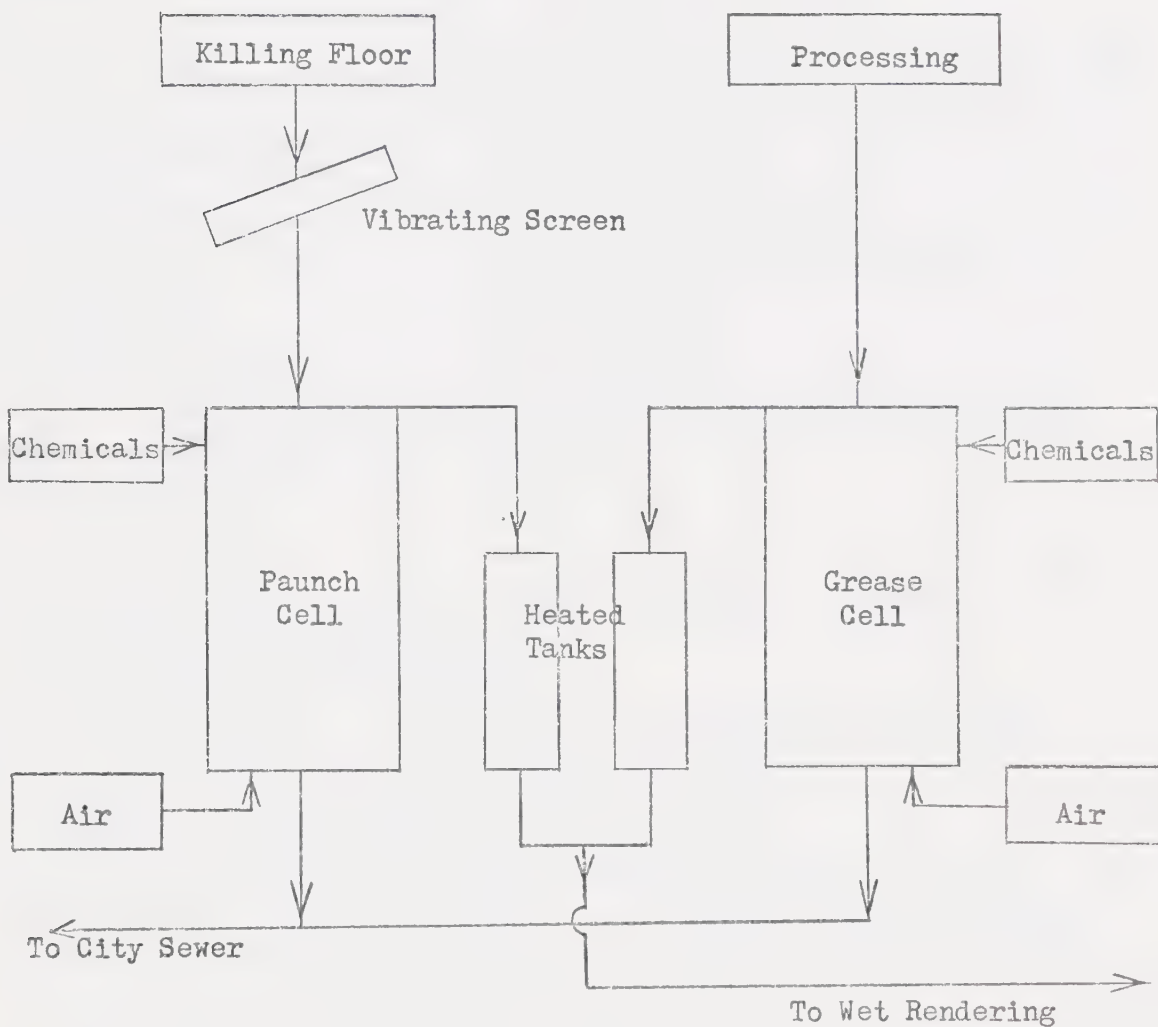 Killing Floor
Processing
Vibrating Screen
Chemicals
Chemicals
Paunch
Cell
Heated
Tanks
Grease
Cell
Air
Air
To City Sewer
To Wet Rendering